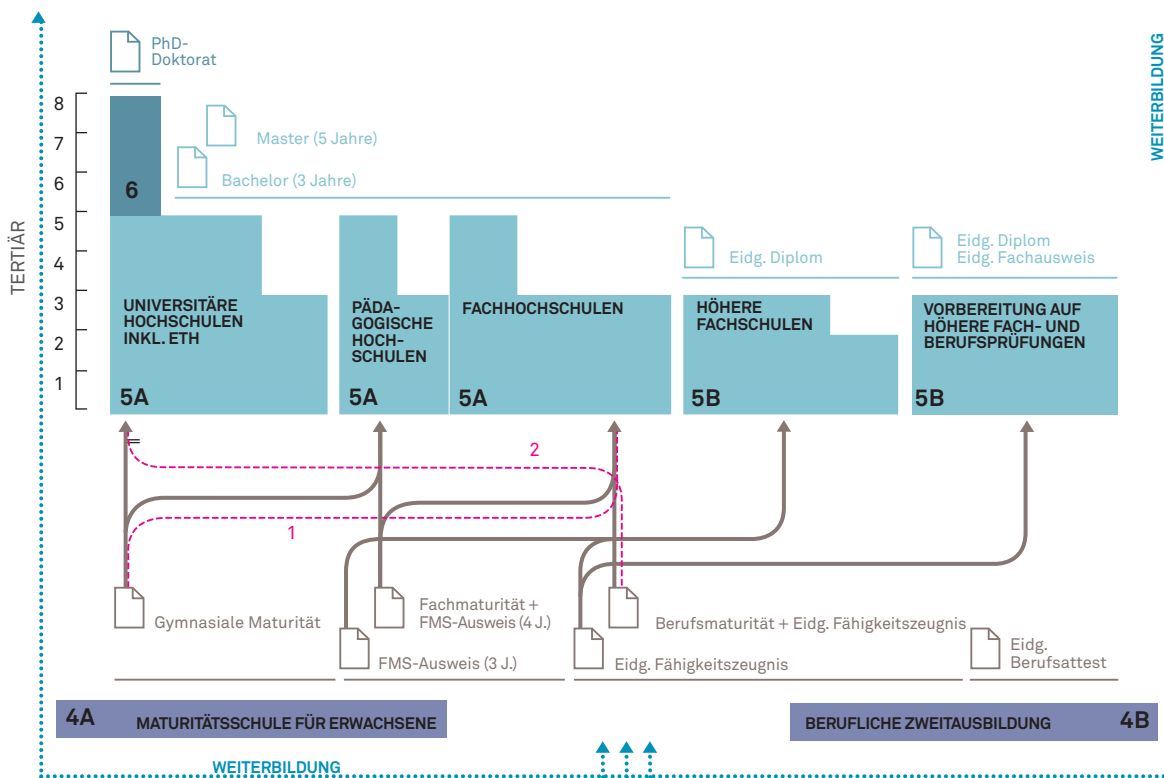 PhD-
Doktorat
WEITERBILDUNG
8
7
6
5
4
3
2
1
TERTIÄR
Master (5 Jahre)
Bachelor (3 Jahre)
6
Eidg. Diplom
Eidg. Diplom
Eidg. Fachausweis
UNIVERSITÄRE
HOCHSCHULEN
INKL. ETH
5A
PÄDA-
GOGISCHE
HOCH-
SCHULEN
5A
FACHHOCHSCHULEN
5A
HÖHERE
FACHSCHULEN
5B
VORBEREITUNG AUF
HÖHERE FACH- UND
BERUFSPRÜFUNGEN
5B
=
2
1
Gymnasiale Maturität
Fachmaturität +
FMS-Ausweis (4 J.)
Berufsmaturität + Eidg. Fähigkeitszeugnis
FMS-Ausweis (3 J.)
Eidg. Fähigkeitszeugnis
Eidg.
Berufsattest
4A MATURITÄTSSCHULE FÜR ERWACHSENE
BERUFLICHE ZWEITAUSBILDUNG 4B
WEITERBILDUNG